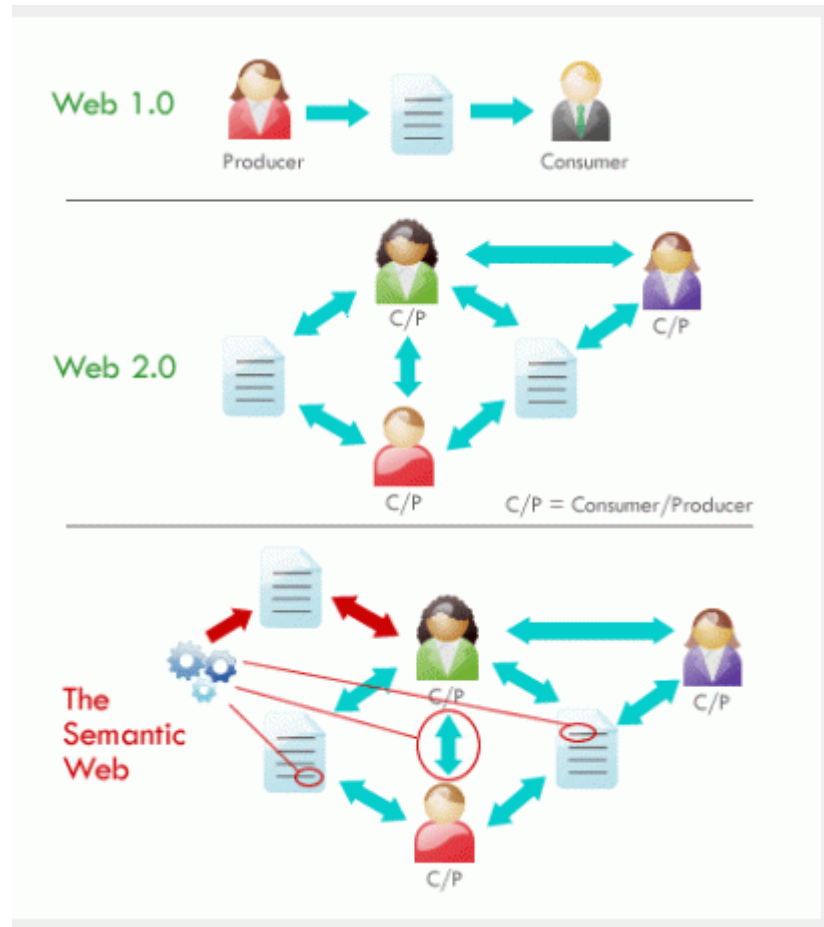 Web 1.0
Producer
Consumer
C/P
C/P
Web 2.0
C/P
C/P = Consumer/Producer
C/P
C/P
The
Semantic
Web
C/P